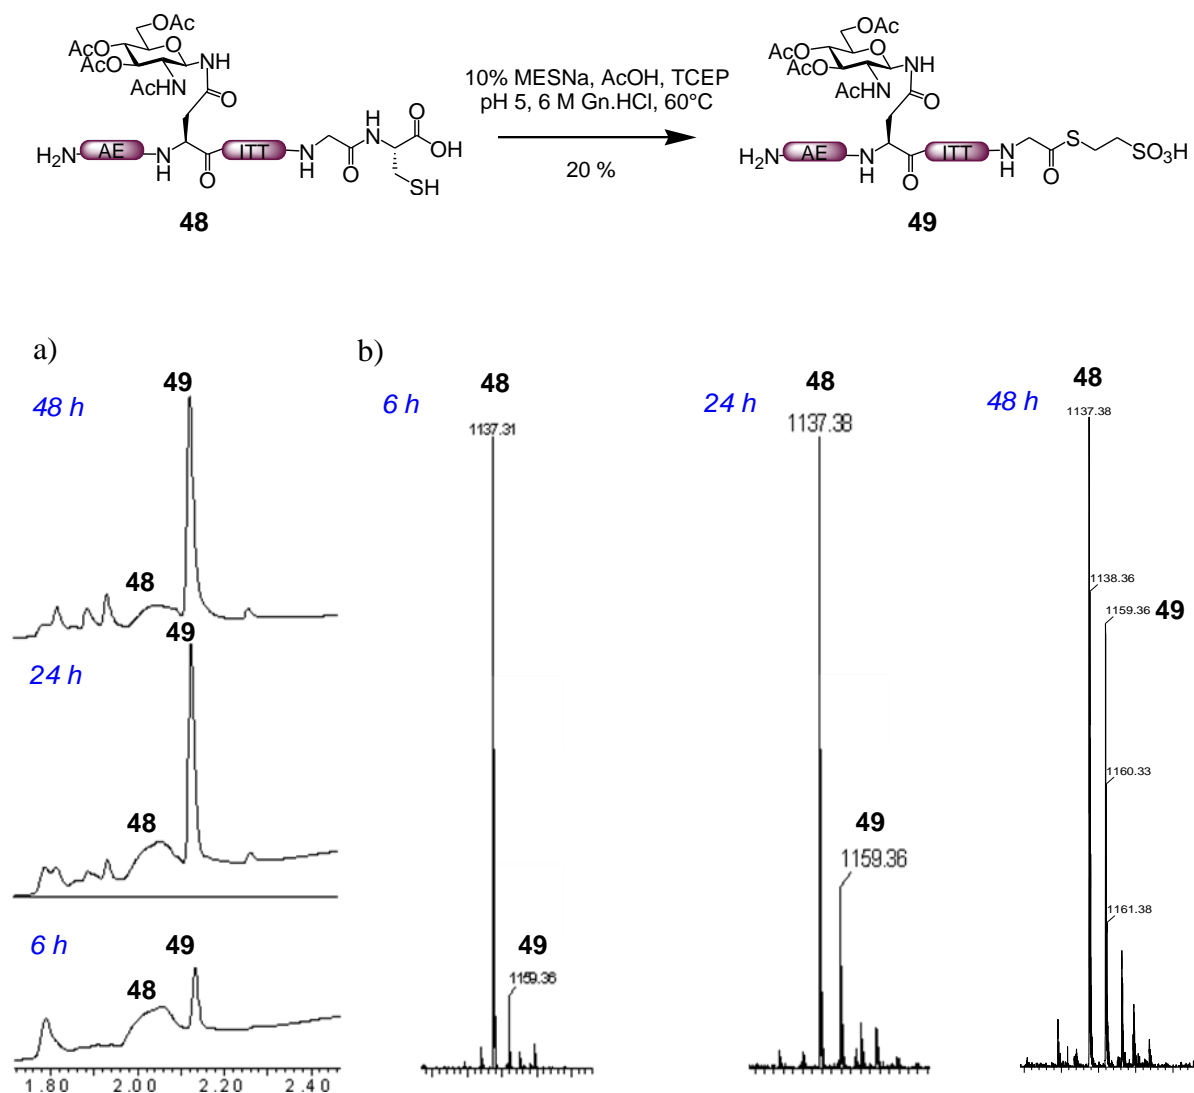 OAc
O
AcO
AcO
NH
AcHN
O
H2N
AE
N
H
O
ITT
N
H
O
H
N
O
OH
SH
48
10% MESNa, AcOH, TCEP
pH 5, 6 M Gn.HCl, 60°C
20 %
OAc
O
AcO
AcO
NH
AcHN
O
H2N
AE
N
H
O
ITT
N
H
O
S
SO3H
49
a)
48 h
49
48
24 h
49
48
6 h
49
48
1.80 2.00 2.20 2.40
b)
6 h
48
1137.31
49
1159.36
24 h
48
1137.38
49
1159.36
48 h
48
1137.38
1138.36
1159.36 49
1160.33
1161.38